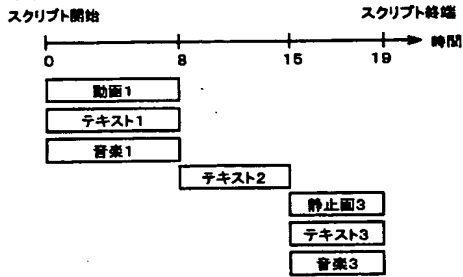 スクリプト開始 スクリプト終端
時間
0 8 15 19
動画1
テキスト1
音楽1
テキスト2
静止画3
テキスト3
音楽3